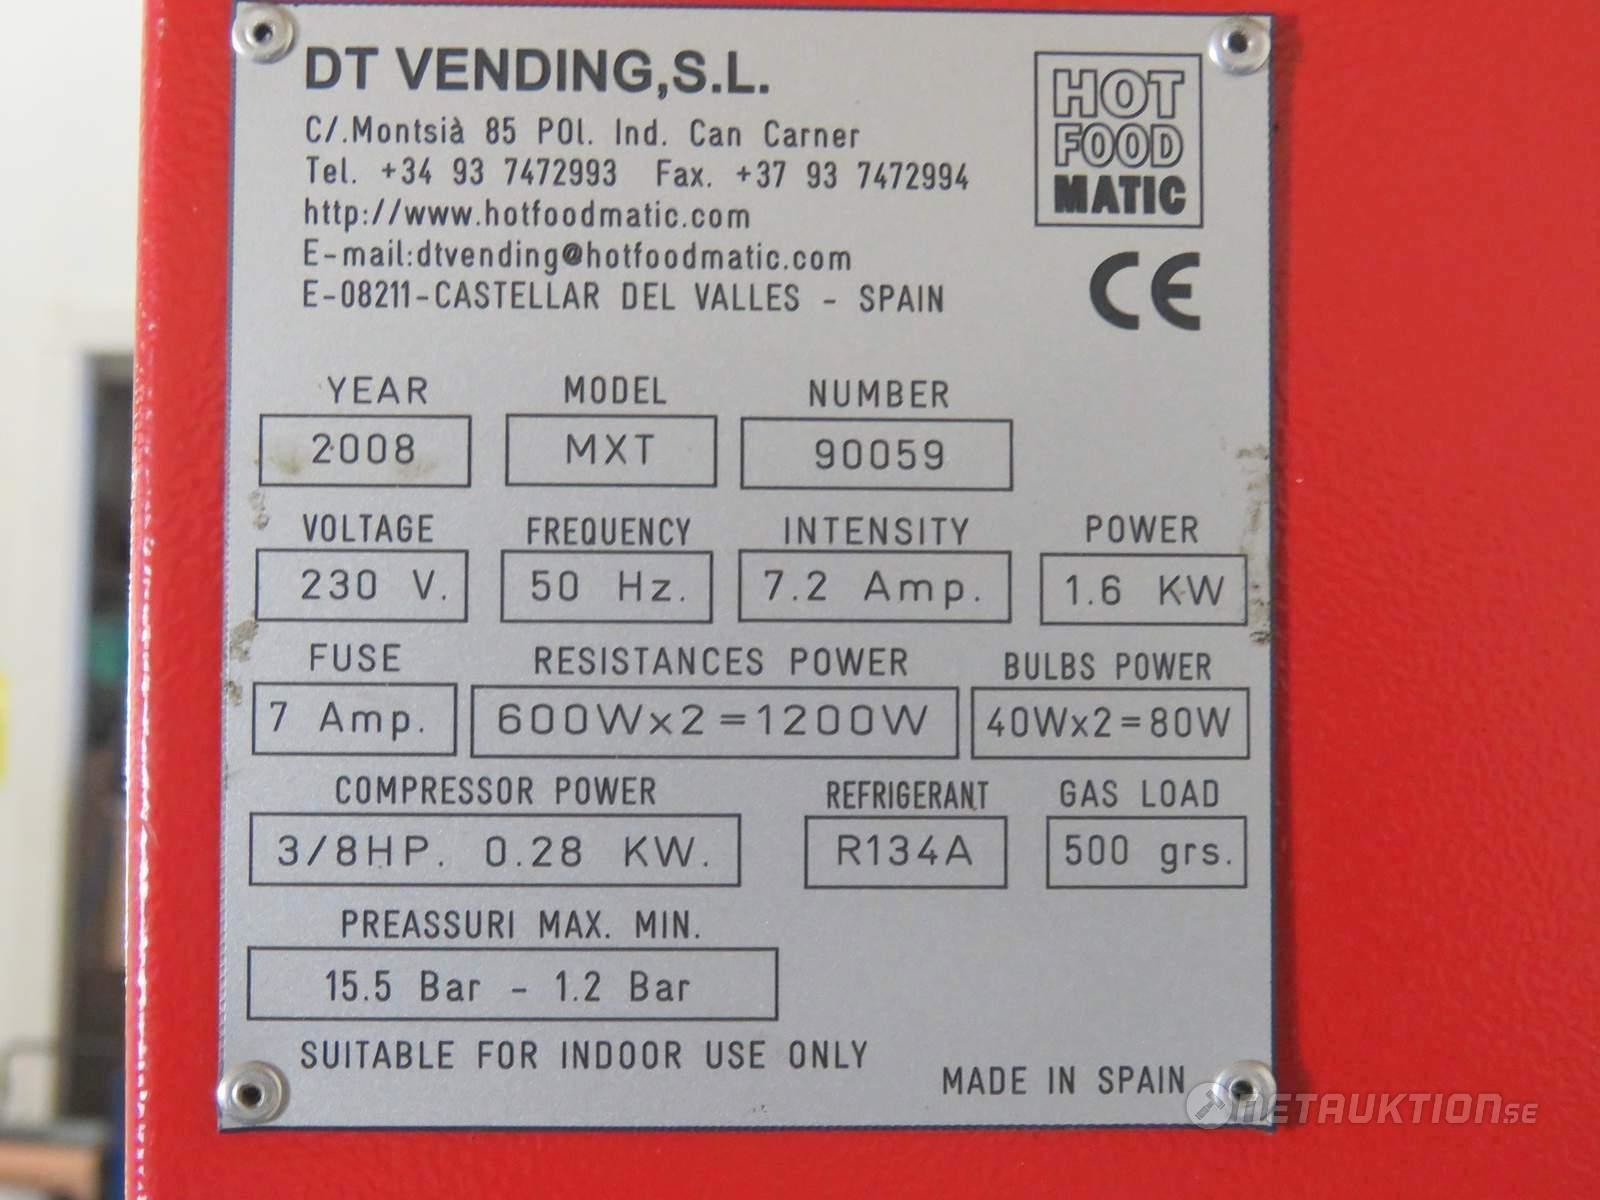 DT VENDING,S.L.
C/.Montsià 85 POl. Ind. Can Carner
Tel. +34 93 7472993 Fax. +37 93 7472994
http://www.hotfoodmatic.com
E-mail:dtvending@hotfoodmatic.com
E-08211-CASTELLAR DEL VALLES - SPAIN
HOT
FOOD
MATIC
CE
YEAR MODEL NUMBER
2008 MXT 90059
VOLTAGE FREQUENCY INTENSITY POWER
230 V. 50 Hz. 7.2 Amp. 1.6 KW
FUSE RESISTANCES POWER BULBS POWER
7 Amp. 600Wx2=1200W 40Wx2=80W
COMPRESSOR POWER REFRIGERANT GAS LOAD
3/8HP. 0.28 KW. R134A 500 grs.
PREASSURI MAX. MIN.
15.5 Bar - 1.2 Bar
SUITABLE FOR INDOOR USE ONLY
MADE IN SPAIN
NETAUKTION.SE